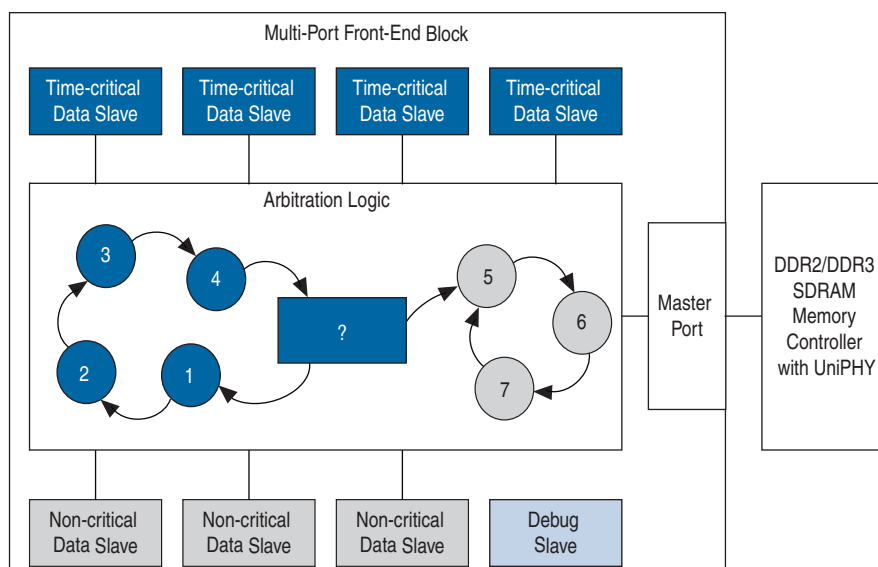 Multi-Port Front-End Block
Time-critical
Data Slave
Time-critical
Data Slave
Time-critical
Data Slave
Time-critical
Data Slave
Arbitration Logic
3
4
?
2
1
5
6
7
Master
Port
DDR2/DDR3
SDRAM
Memory
Controller
with UniPHY
Non-critical
Data Slave
Non-critical
Data Slave
Non-critical
Data Slave
Debug
Slave